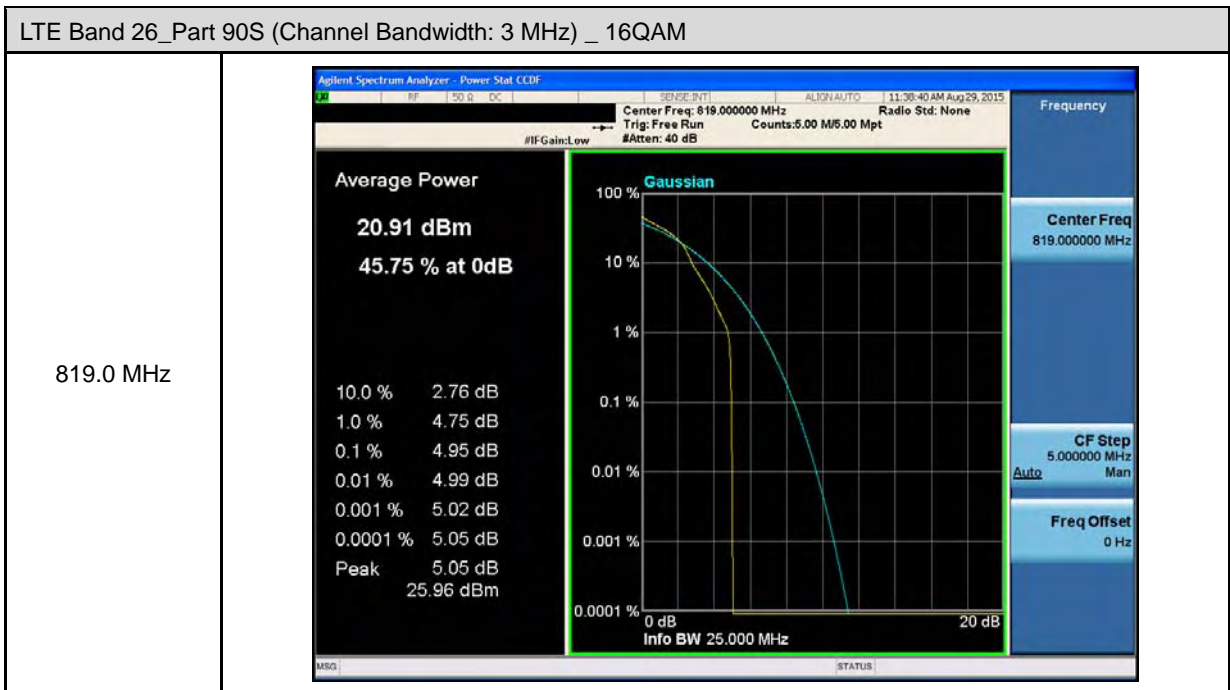 LTE Band 26_Part 90S (Channel Bandwidth: 3 MHz) _ 16QAM
819.0 MHz
Agilent Spectrum Analyzer - Power Stat CCDF
RF 50 Ω DC SENSE:INT ALIGN AUTO 11:38:40 AM Aug 29, 2015
Center Freq: 819.000000 MHz Radio Std: None
Trig: Free Run Counts:5.00 M/5.00 Mpt
#IFGain:Low #Atten: 40 dB
Average Power
20.91 dBm
45.75 % at 0dB
10.0 % 2.76 dB
1.0 % 4.75 dB
0.1 % 4.95 dB
0.01 % 4.99 dB
0.001 % 5.02 dB
0.0001 % 5.05 dB
Peak 5.05 dB
25.96 dBm
Gaussian
100 %
10 %
1 %
0.1 %
0.01 %
0.001 %
0.0001 %
0 dB 20 dB
Info BW 25.000 MHz
Frequency
Center Freq
819.000000 MHz
CF Step
5.000000 MHz
Auto Man
Freq Offset
0 Hz
MSG STATUS